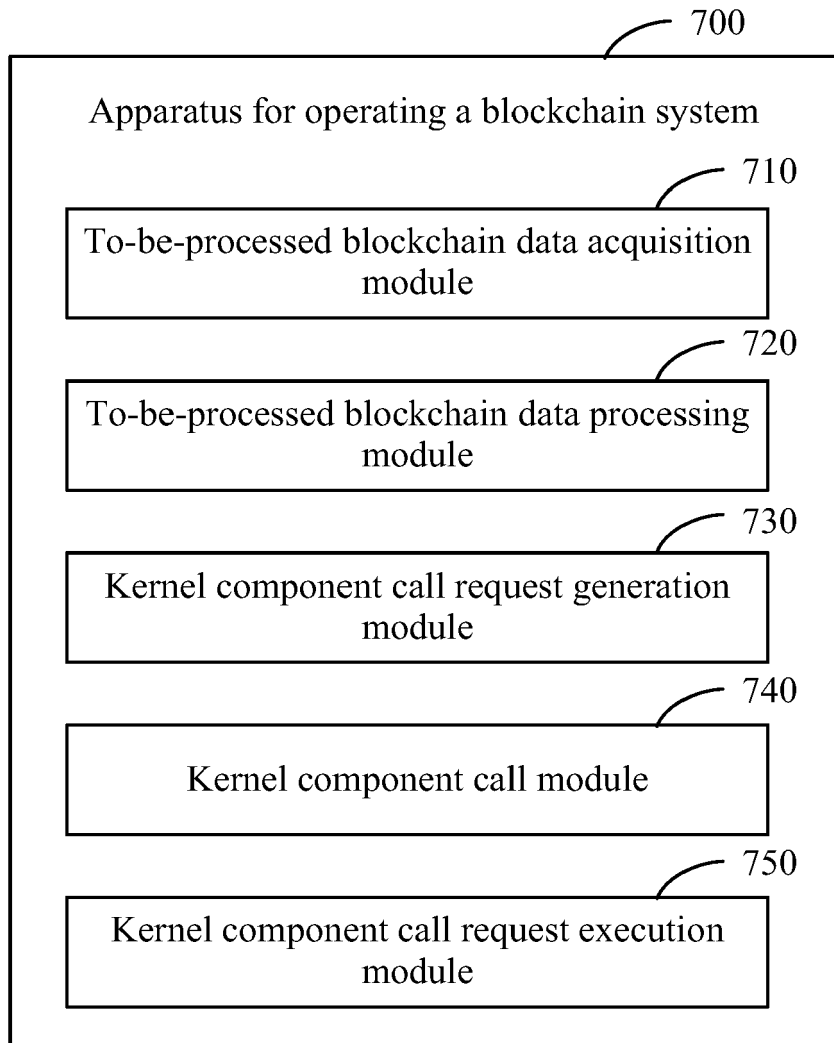 700
Apparatus for operating a blockchain system
710
To-be-processed blockchain data acquisition
module
720
To-be-processed blockchain data processing
module
730
Kernel component call request generation
module
740
Kernel component call module
750
Kernel component call request execution
module